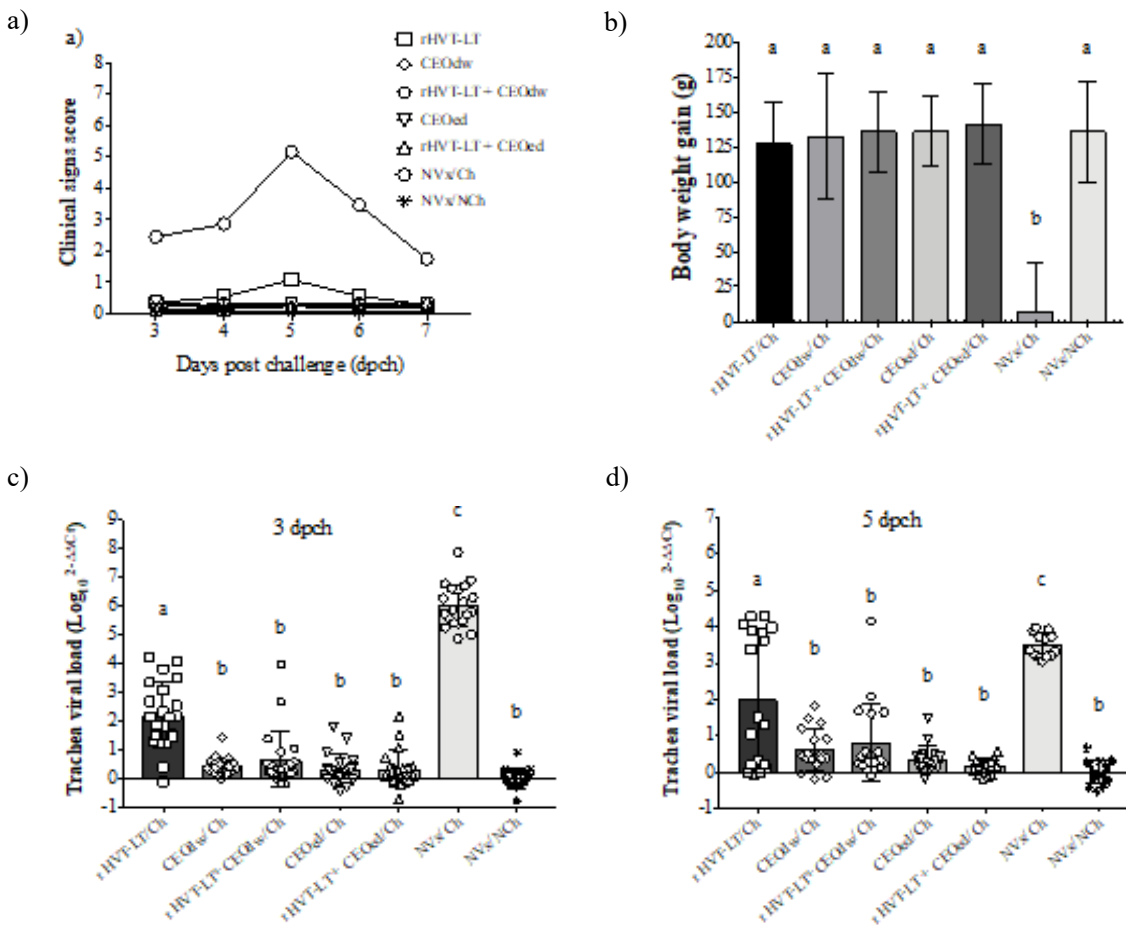 a)
a)
rHVT-LT
CEOdw
rHVT-LT + CEOdw
CEOed
rHVT-LT + CEOed
NVx/Ch
NVx/NCh
Clinical signs score
8
7
6
5
4
3
2
1
0
3 4 5 6 7
Days post challenge (dpch)
b)
Body weight gain (g)
200
175
150
125
100
75
50
25
0
a a a a a b a
rHVT-LT/Ch
CEOdw/Ch
rHVT-LT + CEOdw/Ch
CEOed/Ch
rHVT-LT + CEOed/Ch
NVx/Ch
NVx/NCh
c)
3 dpch
Trachea viral load (Log10 2-ΔΔCt)
9
8
7
6
5
4
3
2
1
0
-1
a b b b b c b
rHVT-LT/Ch
CEOdw/Ch
rHVT-LT+CEOdw/Ch
CEOed/Ch
rHVT-LT+ CEOed/Ch
NVx/Ch
NVx/NCh
d)
5 dpch
Trachea viral load (Log10 2-ΔΔCt)
7
6
5
4
3
2
1
0
-1
a b b b b c b
rHVT-LT/Ch
CEOdw/Ch
rHVT-LT+CEOdw/Ch
CEOed/Ch
rHVT-LT+ CEOed/Ch
NVx/Ch
NVx/NCh